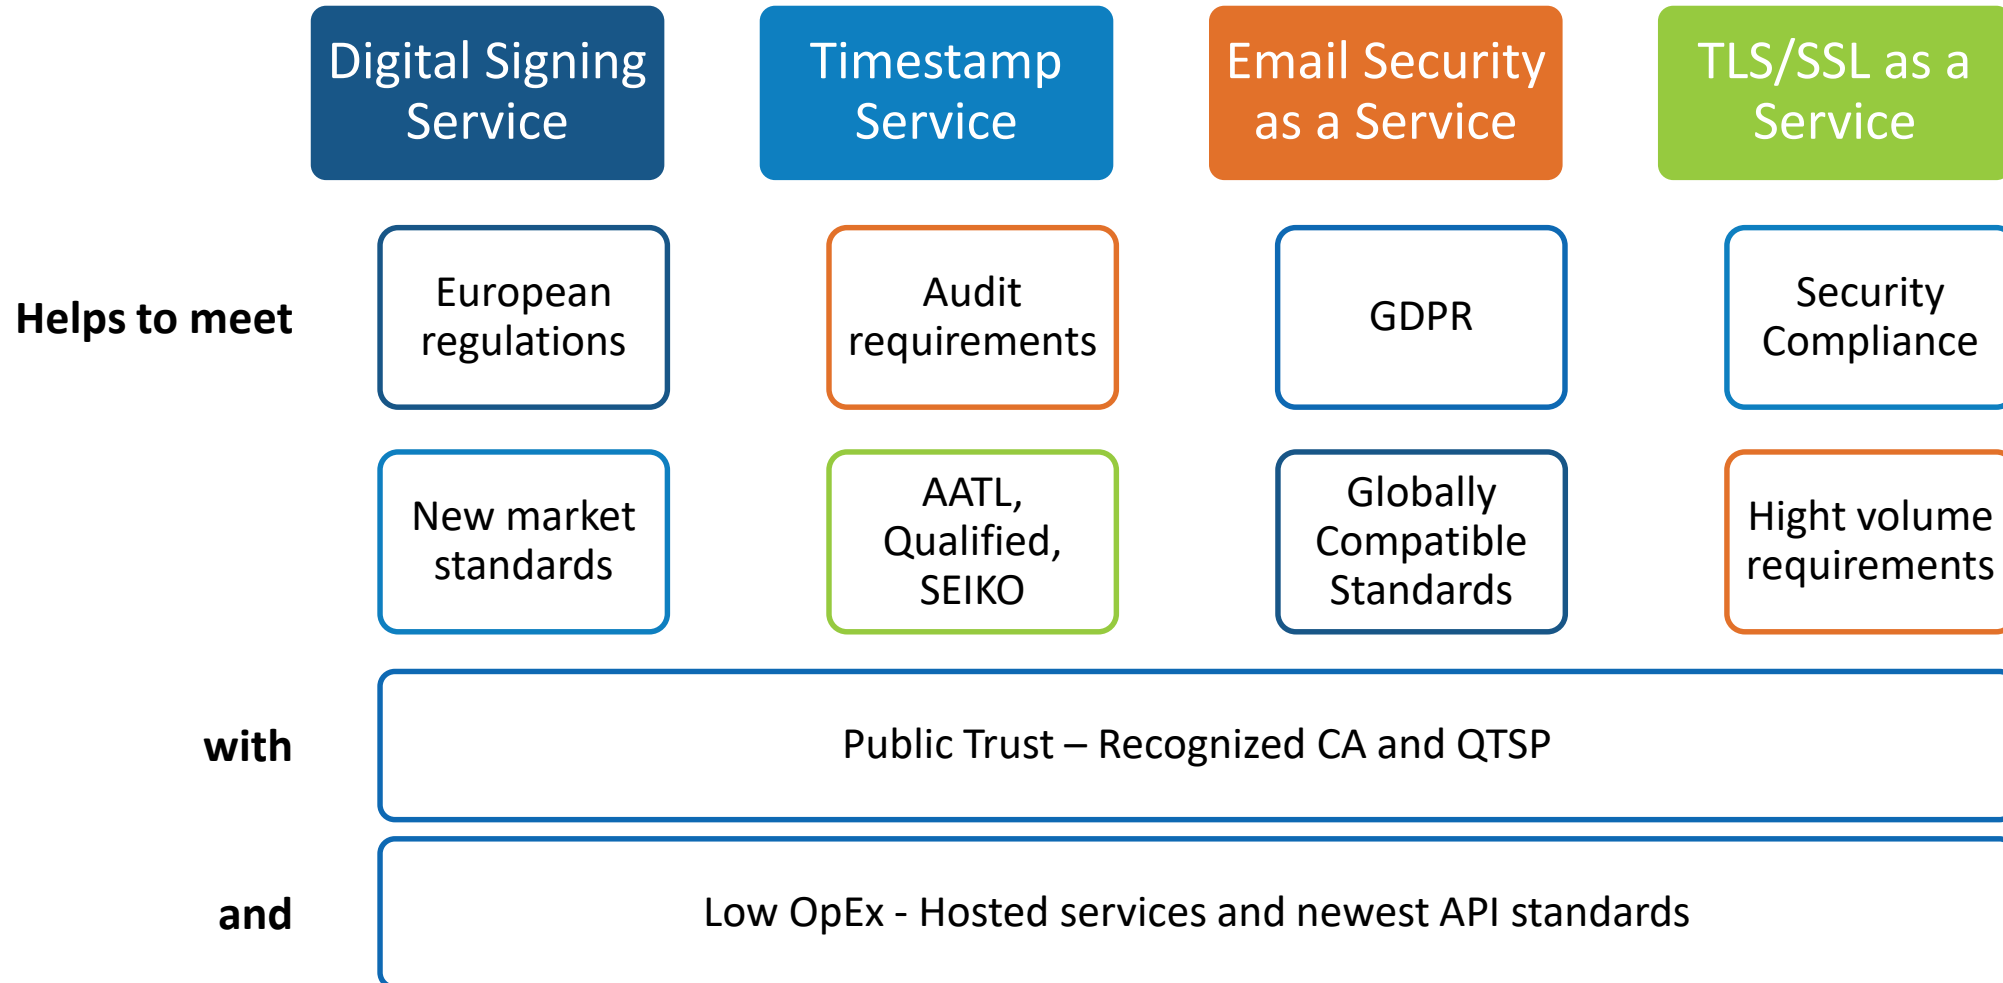 Digital Signing
Service
Timestamp
Service
Email Security
as a Service
TLS/SSL as a
Service
Helps to meet
European
regulations
Audit
requirements
GDPR
Security
Compliance
New market
standards
AATL,
Qualified,
SEIKO
Globally
Compatible
Standards
Hight volume
requirements
with
Public Trust – Recognized CA and QTSP
and
Low OpEx - Hosted services and newest API standards